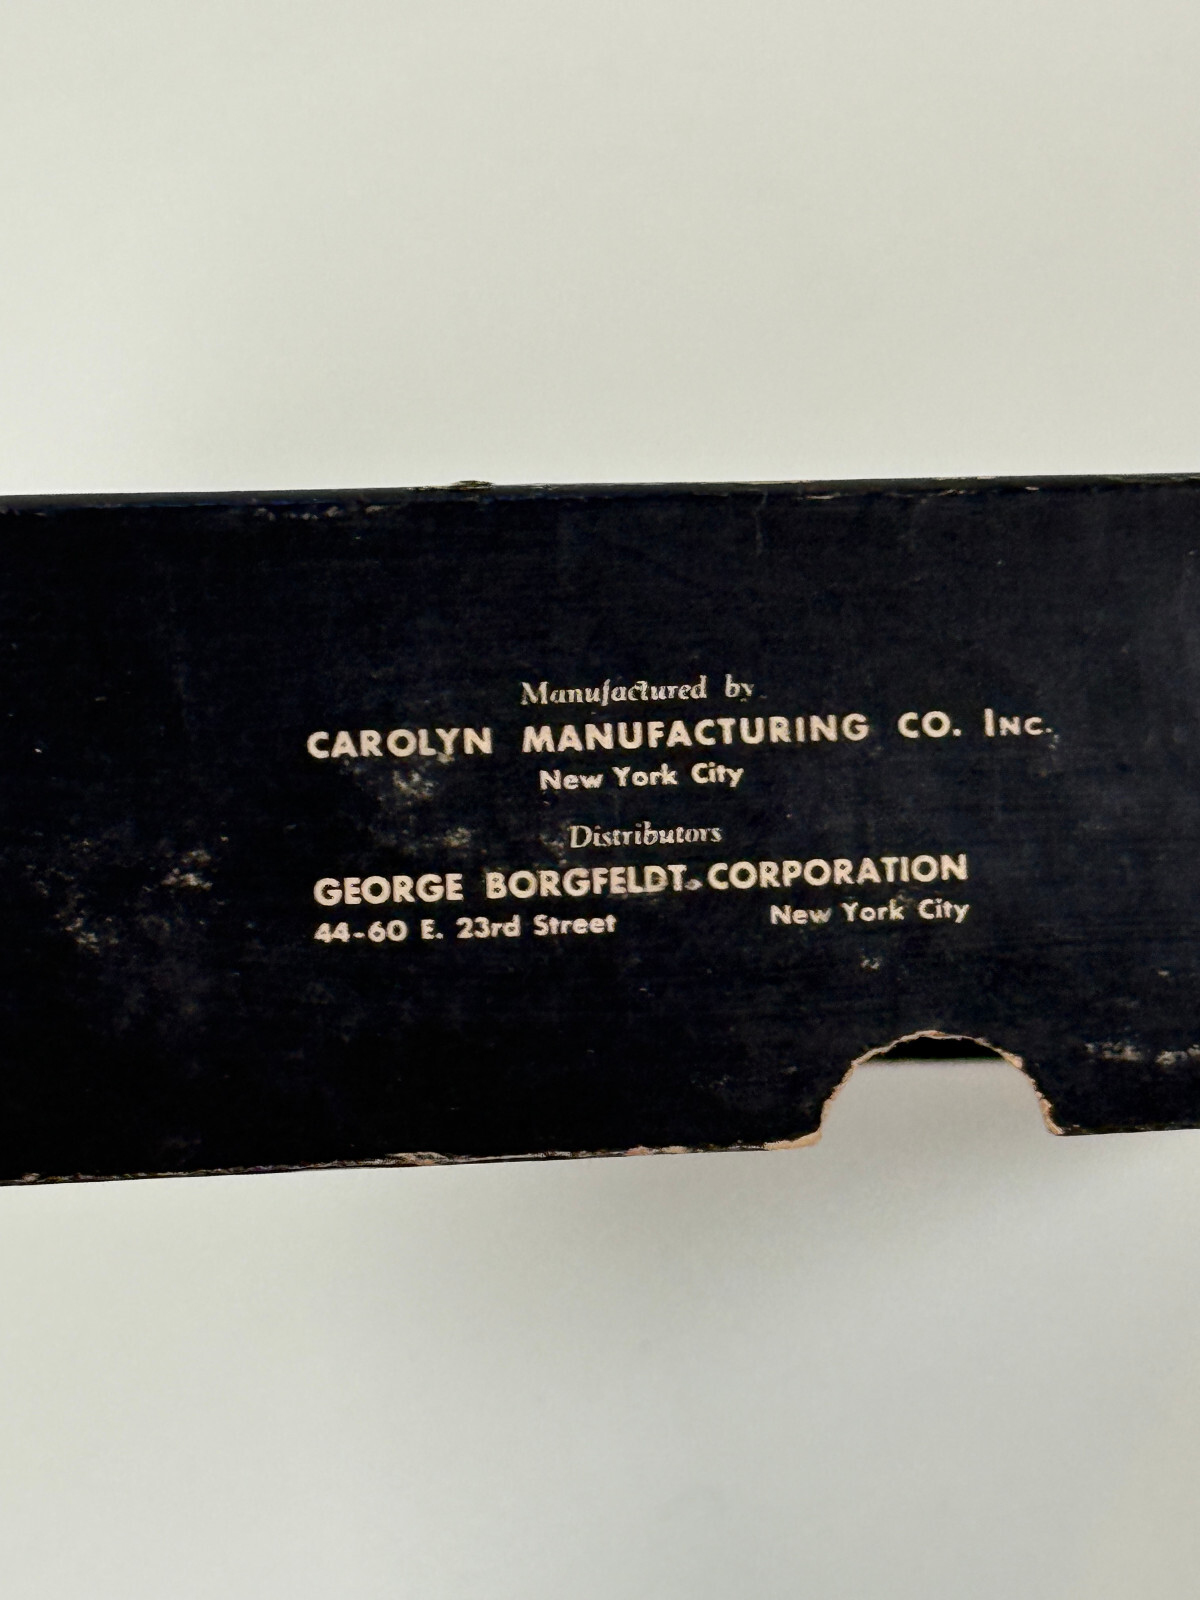 Manufactured by
CAROLYN MANUFACTURING CO. INC.
New York City
Distributors
GEORGE BORGFELDT CORPORATION
44-60 E. 23rd Street New York City